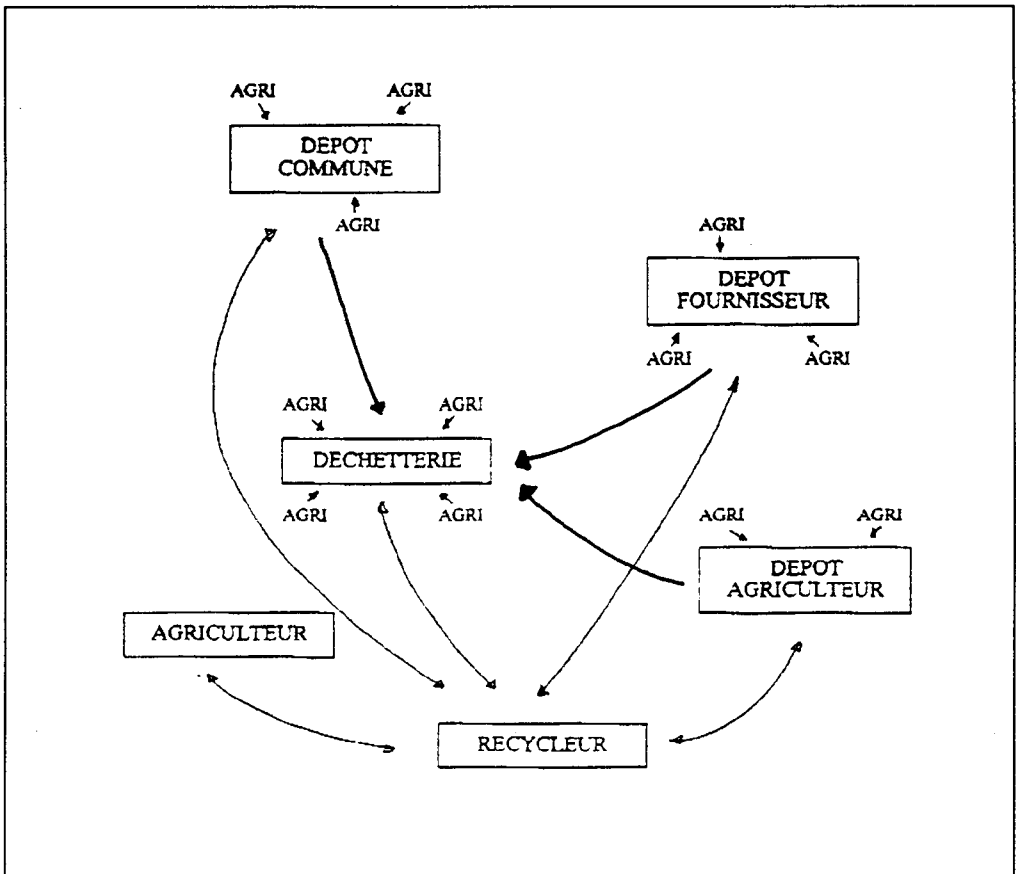 AGRI AGRI
DEPOT
COMMUNE
AGRI
AGRI
DEPOT
FOURNISSEUR
AGRI AGRI
AGRI AGRI
DECHETTERIE
AGRI AGRI
AGRI AGRI
DEPOT
AGRICULTEUR
AGRICULTEUR
RECYCLEUR